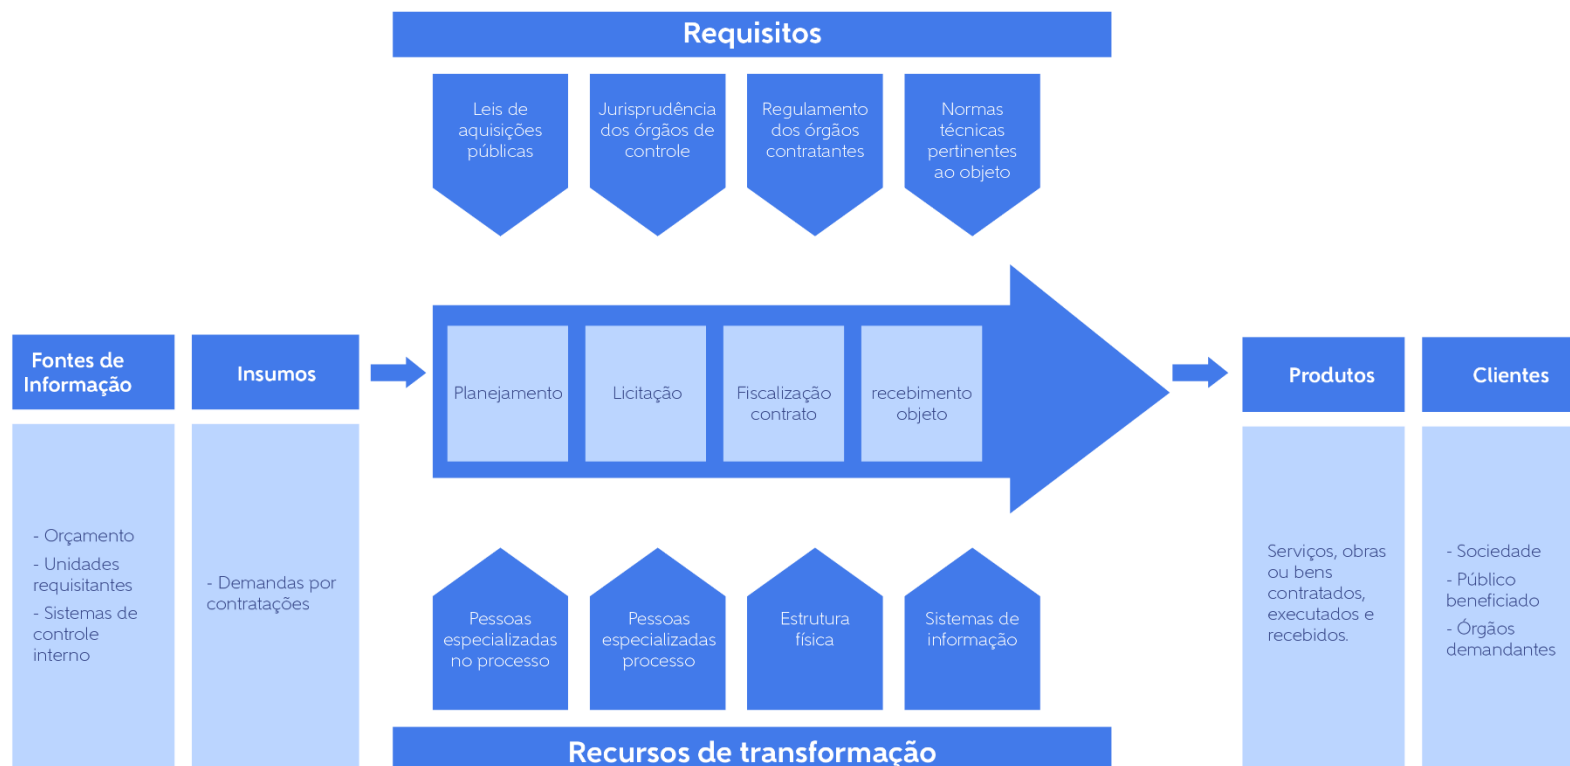 Requisitos
Leis de
aquisições
públicas
Jurisprudência
dos órgãos de
controle
Regulamento
dos órgãos
contratantes
Normas
técnicas
pertinentes
ao objeto
Fontes de
Informação
- Orçamento
- Unidades
requisitantes
- Sistemas de
controle
interno
Insumos
- Demandas por
contratações
Planejamento
Licitação
Fiscalização
contrato
recebimento
objeto
Pessoas
especializadas
no processo
Pessoas
especializadas
processo
Estrutura
física
Sistemas de
informação
Recursos de transformação
Produtos
Serviços, obras
ou bens
contratados,
executados e
recebidos.
Clientes
- Sociedade
- Público
beneficiado
- Órgãos
demandantes